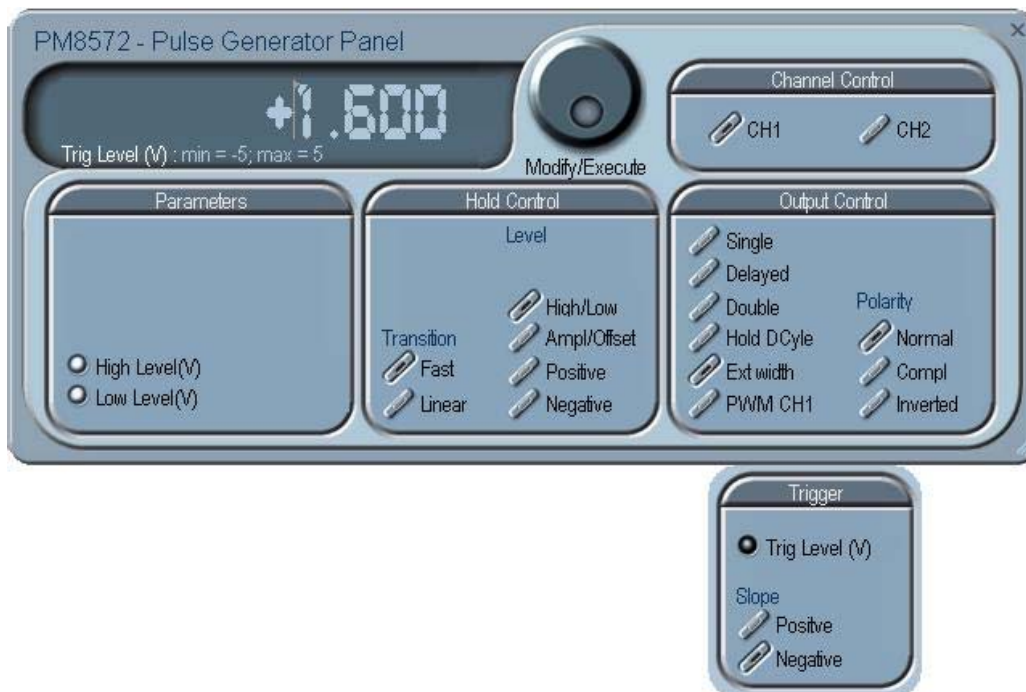 PM8572 - Pulse Generator Panel
+1.600
Trig Level (V) : min = -5; max = 5
Modify/Execute
Channel Control
CH1
CH2
Parameters
High Level(V)
Low Level(V)
Hold Control
Level
High/Low
Ampl/Offset
Positive
Negative
Transition
Fast
Linear
Output Control
Single
Delayed
Double
Hold DCyle
Ext width
PWM CH1
Polarity
Normal
Compl
Inverted
Trigger
Trig Level (V)
Slope
Positve
Negative